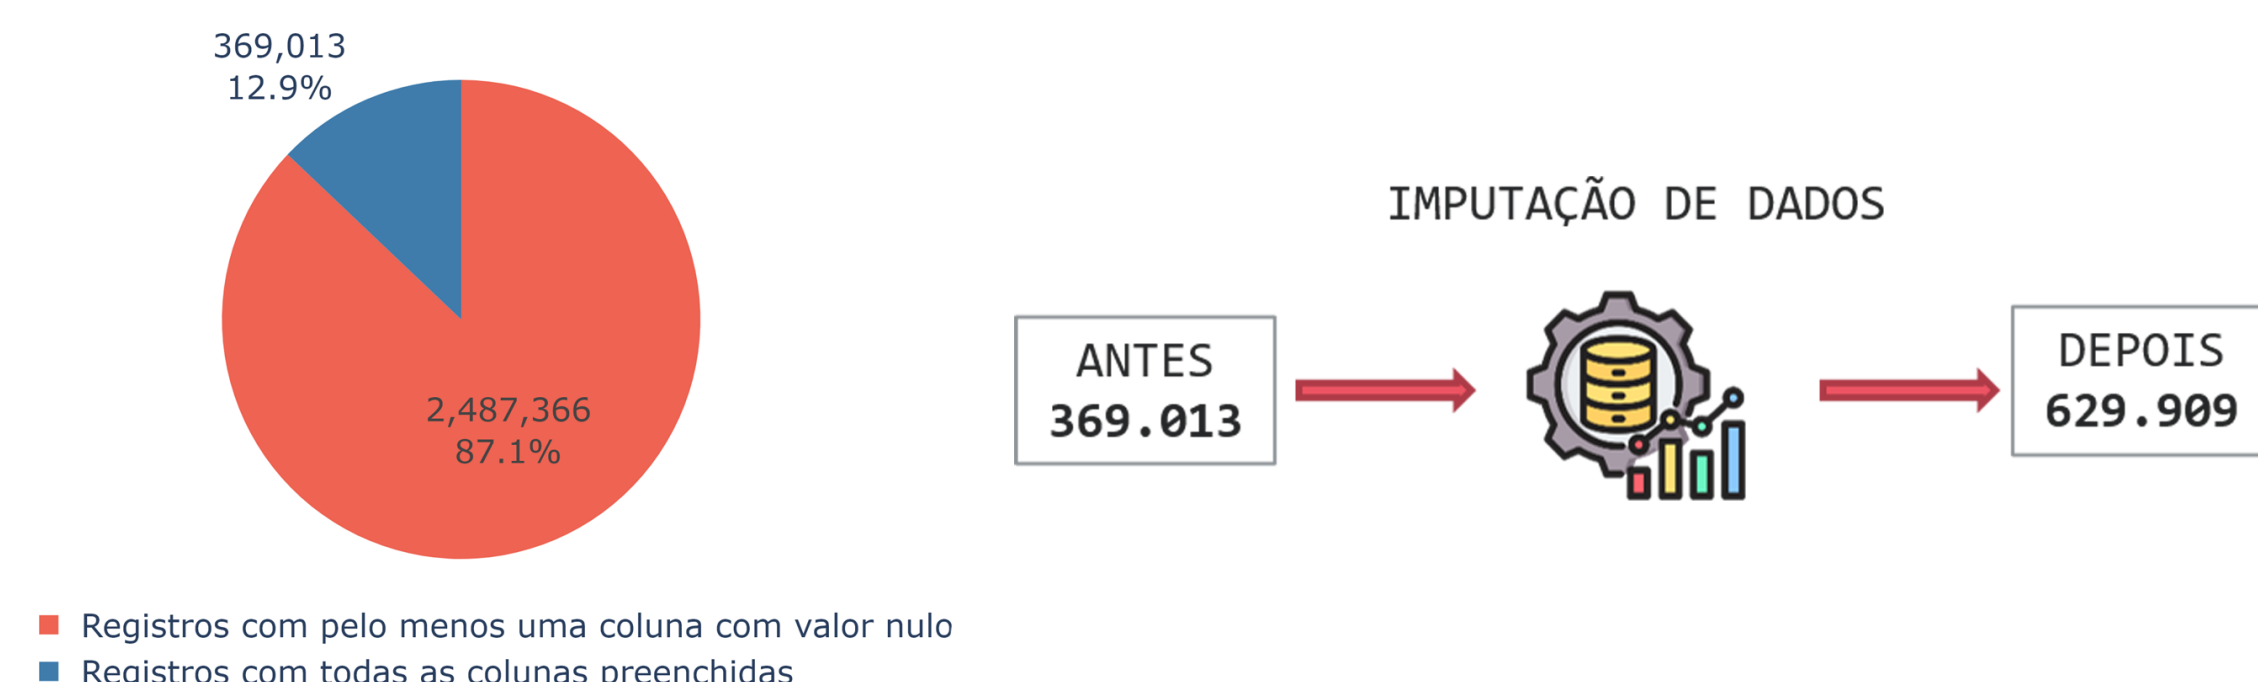 369,013
12.9%
2,487,366
87.1%
Registros com pelo menos uma coluna com valor nulo
Registros com todas as colunas preenchidas
IMPUTAÇÃO DE DADOS
ANTES
369.013
DEPOIS
629.909